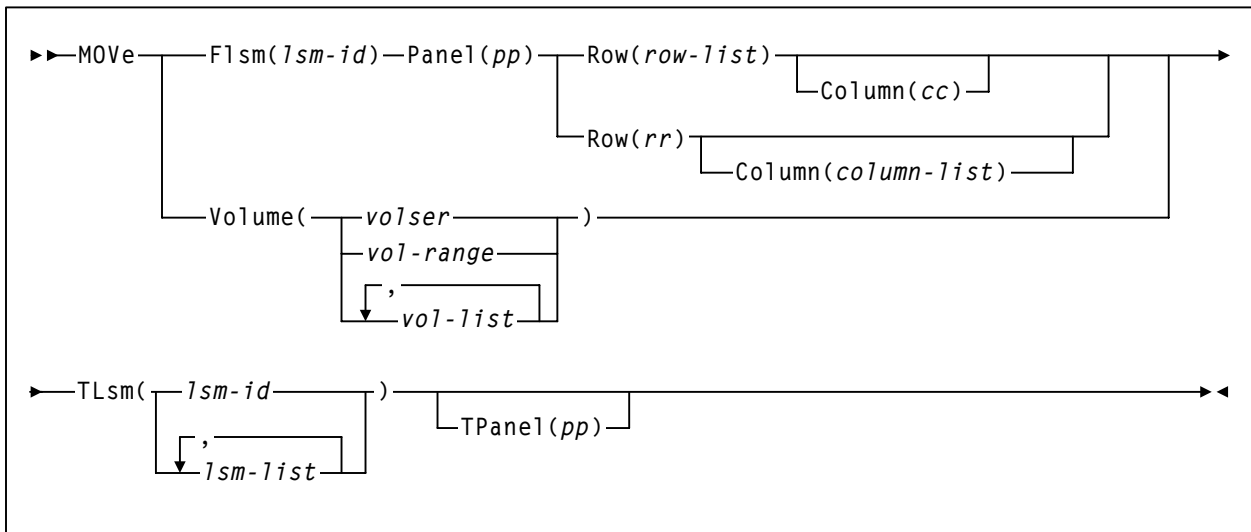 MOVe Flsm(lsm-id) Panel(pp) Row(row-list)
Column(cc)
Row(rr)
Column(column-list)
Volume( volser )
vol-range
,
vol-list
TLsm( lsm-id )
TPanel(pp)
,
lsm-list